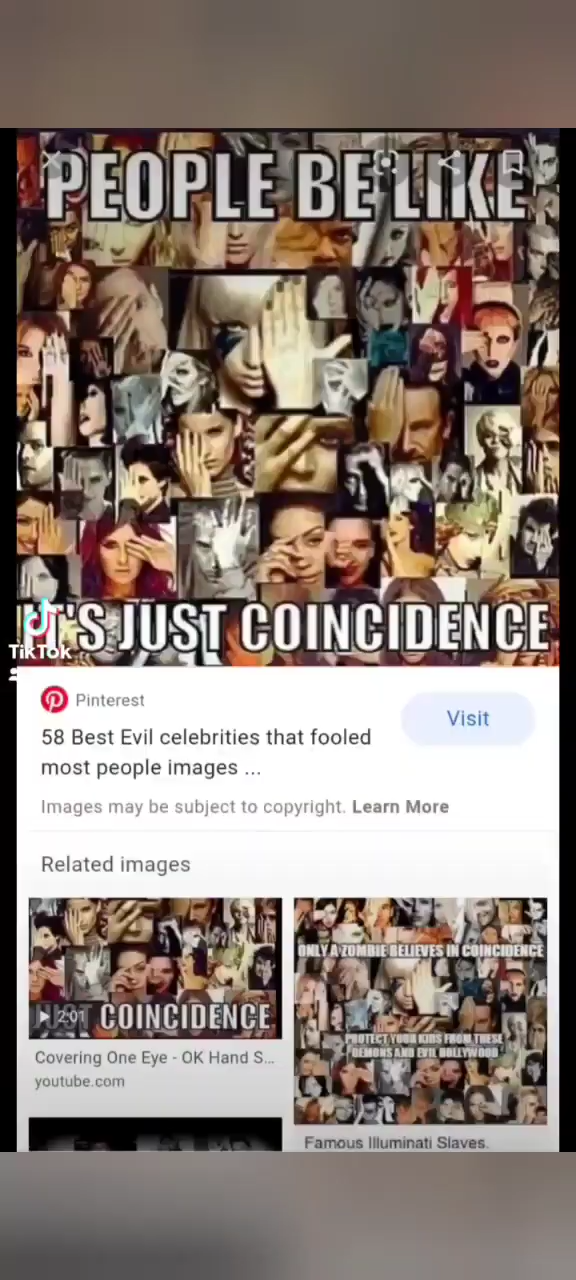 PEOPLE BE LIKE
IT'S JUST COINCIDENCE
TikTok
Pinterest
Visit
58 Best Evil celebrities that fooled
most people images ...
Images may be subject to copyright. Learn More
Related images
JUST COINCIDENCE
2:01
ONLY A ZOMBIE BELIEVES IN COINCIDENCE
PROTECT YOUR KIDS FROM THESE
DEMONS AND EVIL HOLLYWOOD
Covering One Eye - OK Hand S...
youtube.com
Famous Illuminati Slaves.